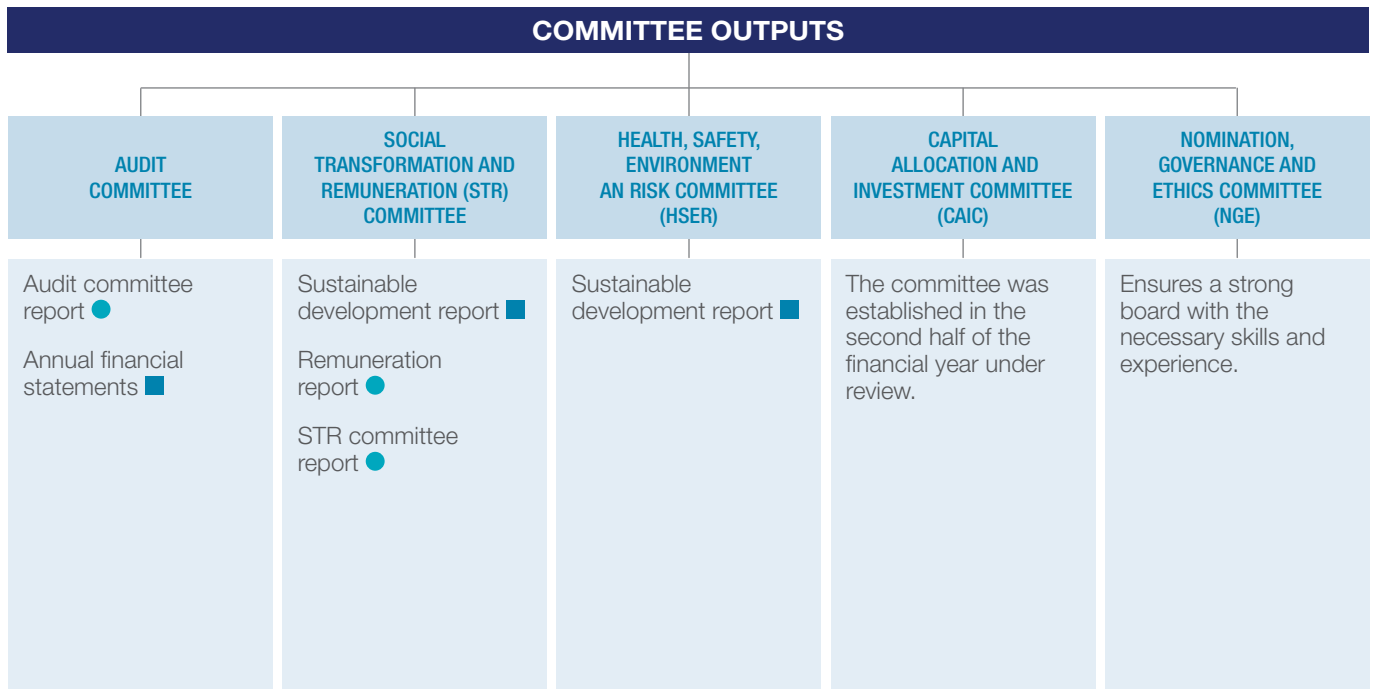 COMMITTEE OUTPUTS
AUDIT
COMMITTEE
SOCIAL
TRANSFORMATION AND
REMUNERATION (STR)
COMMITTEE
HEALTH, SAFETY,
ENVIRONMENT
AN RISK COMMITTEE
(HSER)
CAPITAL
ALLOCATION AND
INVESTMENT COMMITTEE
(CAIC)
NOMINATION,
GOVERNANCE AND
ETHICS COMMITTEE
(NGE)
Audit committee
report
Annual financial
statements
Sustainable
development report
Remuneration
report
STR committee
report
Sustainable
development report
The committee was
established in the
second half of the
financial year under
review.
Ensures a strong
board with the
necessary skills and
experience.